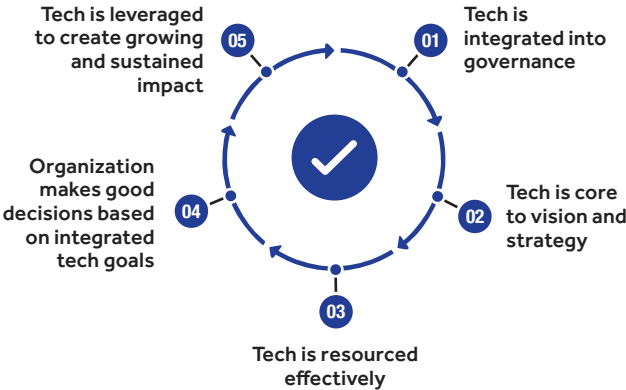 01
Tech is
integrated into
governance
02
Tech is core
to vision and
strategy
03
Tech is resourced
effectively
04
Organization
makes good
decisions based
on integrated
tech goals
05
Tech is leveraged
to create growing
and sustained
impact